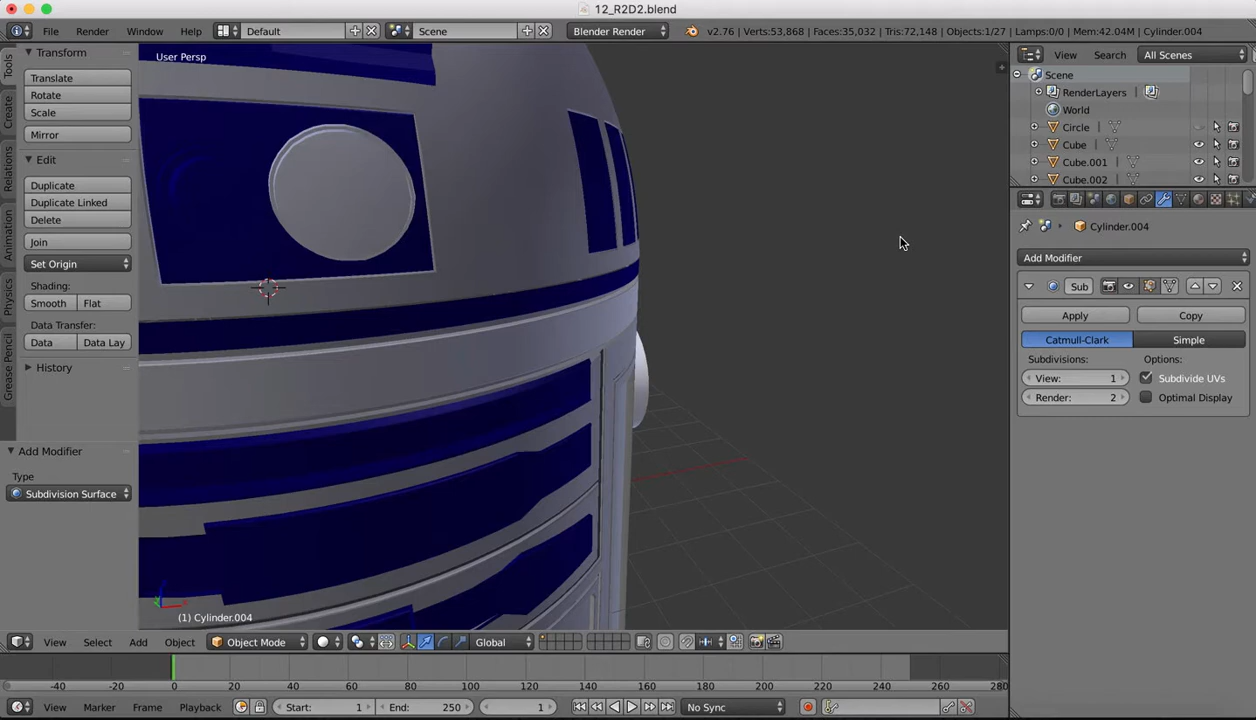 12_R2D2.blend
File Render Window Help Default Scene Blender Render v2.76 | Verts:53,868 | Faces:35,032 | Tris:72,148 | Objects:1/27 | Lamps:0/0 | Mem:42.04M | Cylinder.004
Tools
Create
Relations
Animation
Physics
Grease Pencil
Transform
Translate
Rotate
Scale
Mirror
Edit
Duplicate
Duplicate Linked
Delete
Join
Set Origin
Shading:
Smooth Flat
Data Transfer:
Data Data Lay
History
Add Modifier
Type
Subdivision Surface
User Persp
(1) Cylinder.004
View Select Add Object Object Mode Global
-40 -20 0 20 40 60 80 100 120 140 160 180 200 220 240 260 280
View Marker Frame Playback Start: 1 End: 250 1 No Sync
View Search All Scenes
Scene
RenderLayers
World
Circle
Cube
Cube.001
Cube.002
Cylinder.004
Add Modifier
Sub
Apply Copy
Catmull-Clark Simple
Subdivisions: Options:
View: 1 Subdivide UVs
Render: 2 Optimal Display